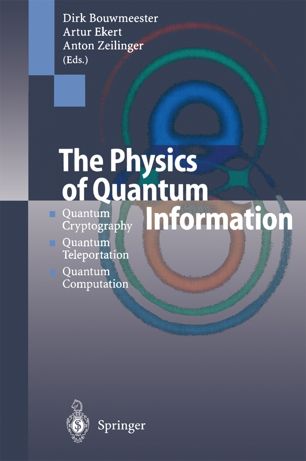 Dirk Bouwmeester
Artur Ekert
Anton Zeilinger
(Eds.)
The Physics
of Quantum
Information
Quantum
Cryptography
Quantum
Teleportation
Quantum
Computation
Springer